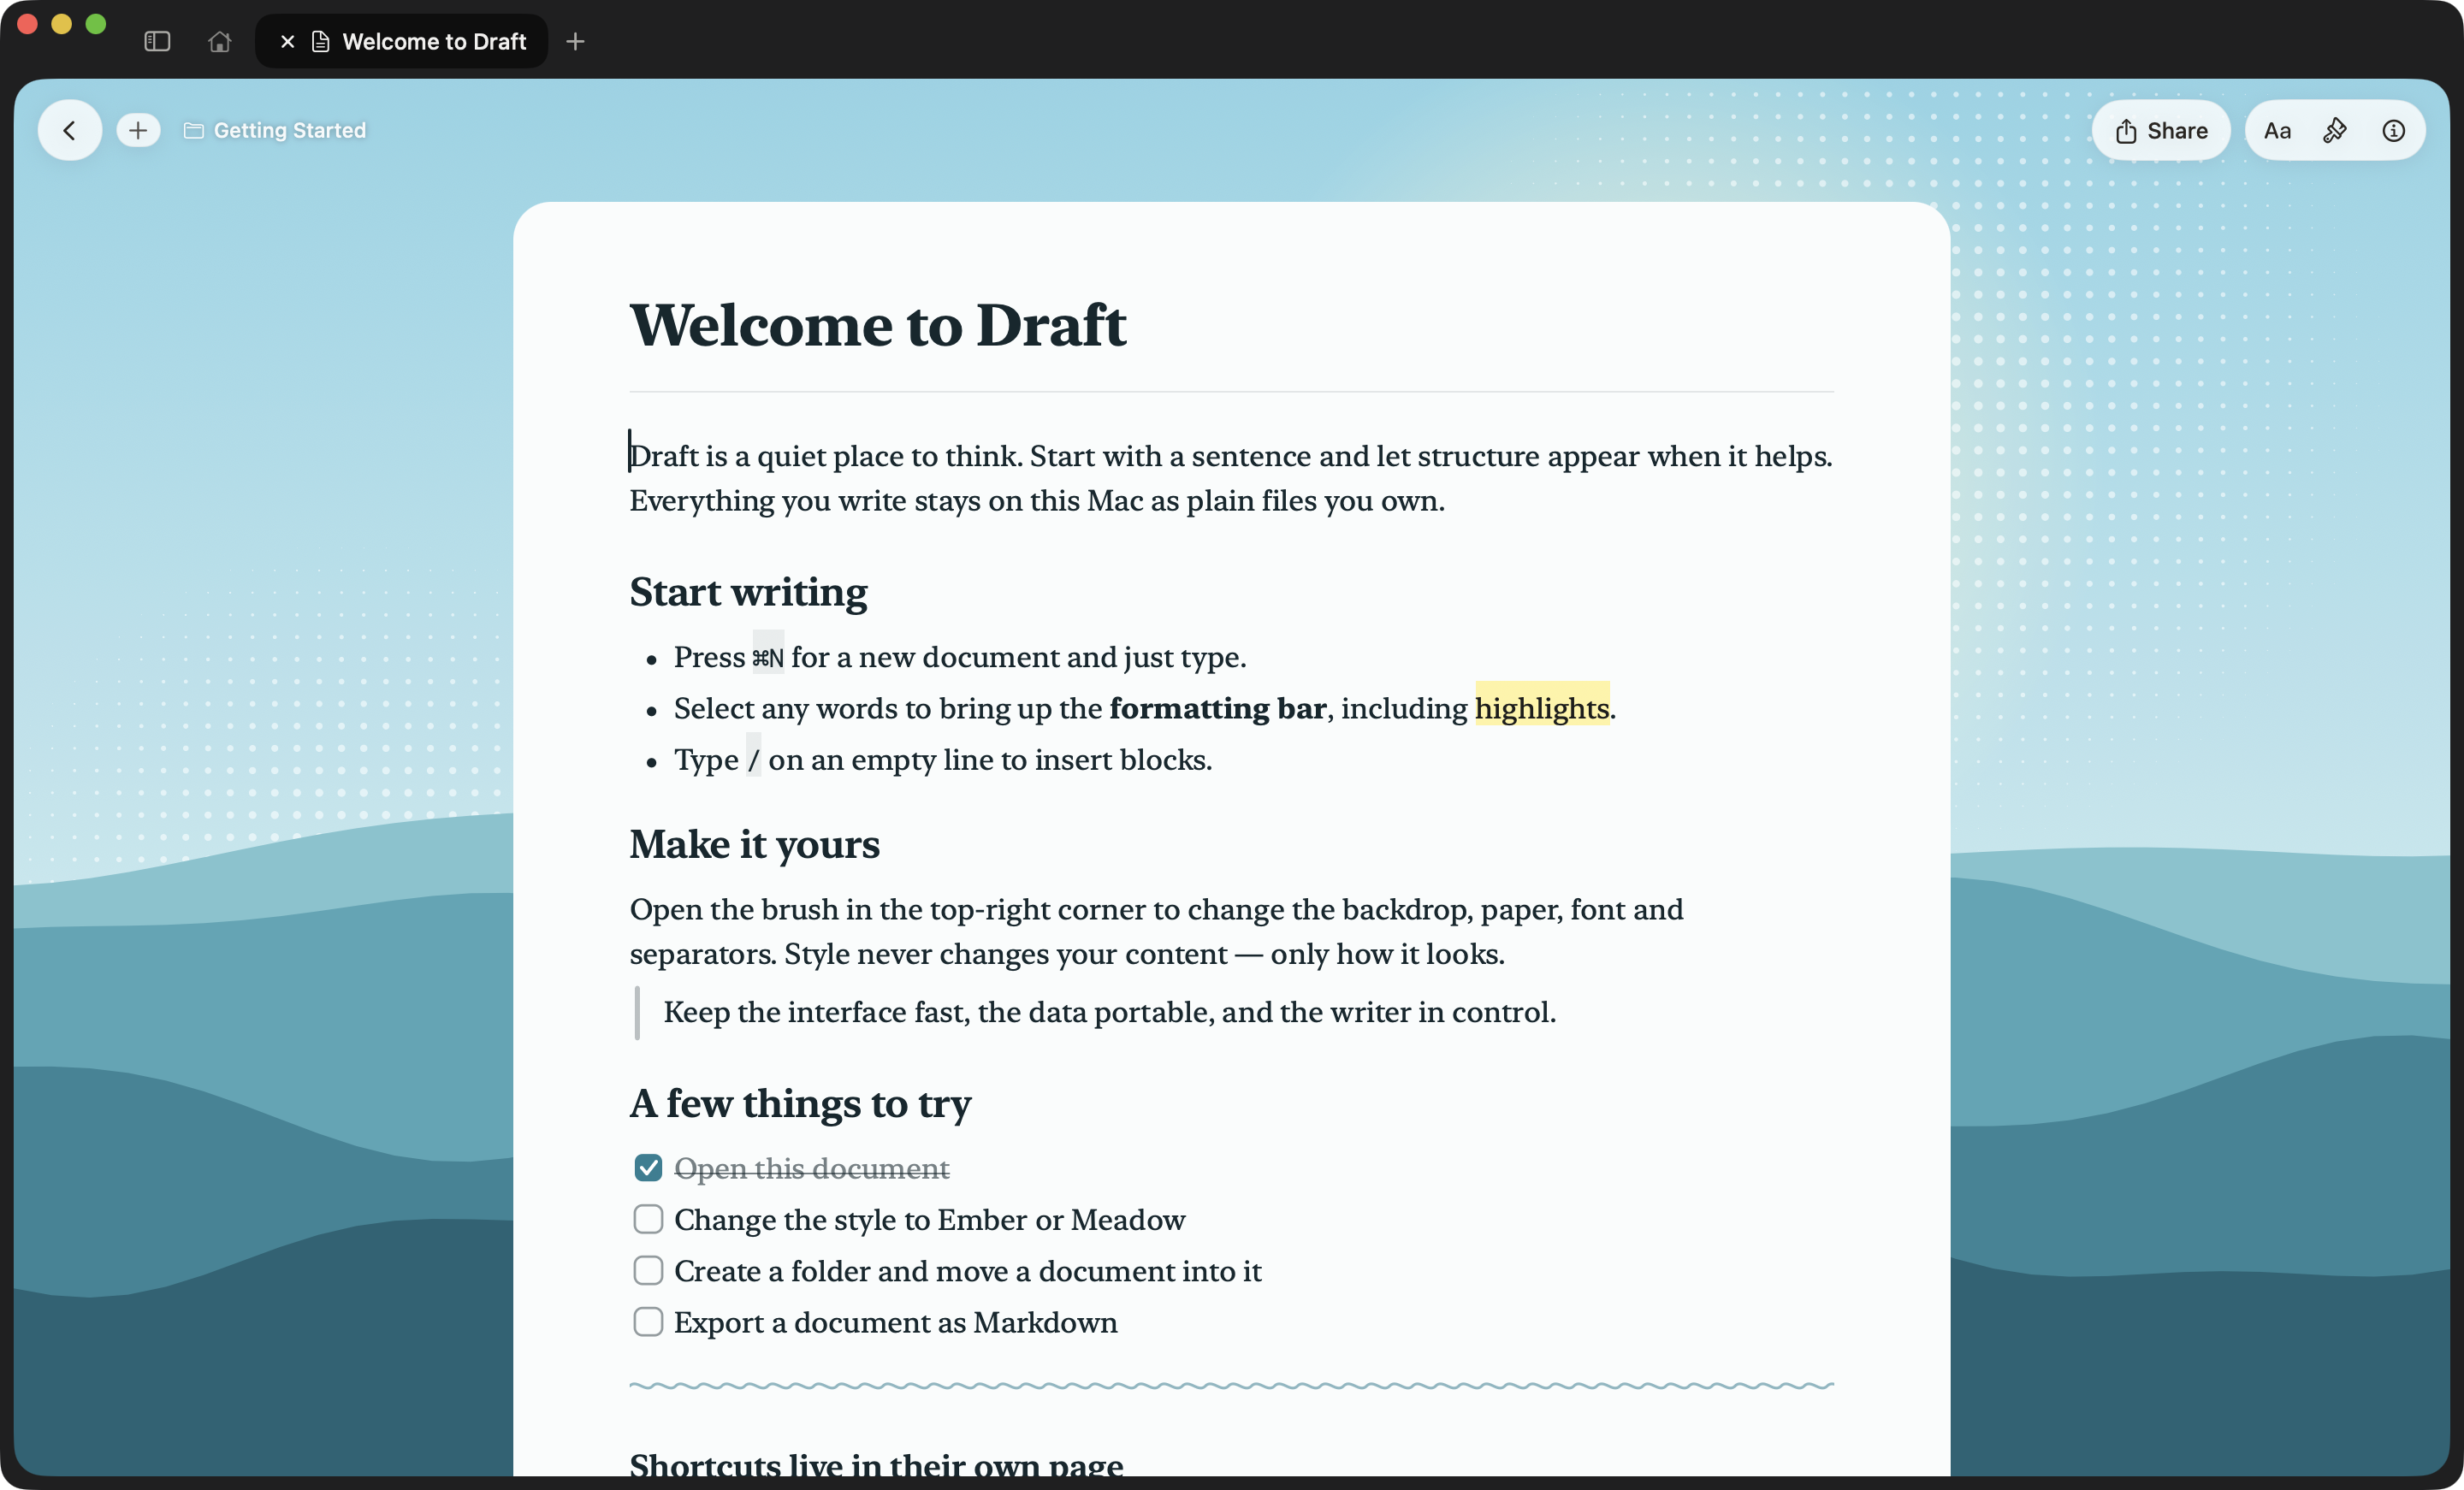 Welcome to Draft
Getting Started
Share
Aa
Welcome to Draft
Draft is a quiet place to think. Start with a sentence and let structure appear when it helps.
Everything you write stays on this Mac as plain files you own.
Start writing
• Press ⌘N for a new document and just type.
• Select any words to bring up the formatting bar, including highlights.
• Type / on an empty line to insert blocks.
Make it yours
Open the brush in the top-right corner to change the backdrop, paper, font and
separators. Style never changes your content — only how it looks.
Keep the interface fast, the data portable, and the writer in control.
A few things to try
Open this document
Change the style to Ember or Meadow
Create a folder and move a document into it
Export a document as Markdown
Shortcuts live in their own page